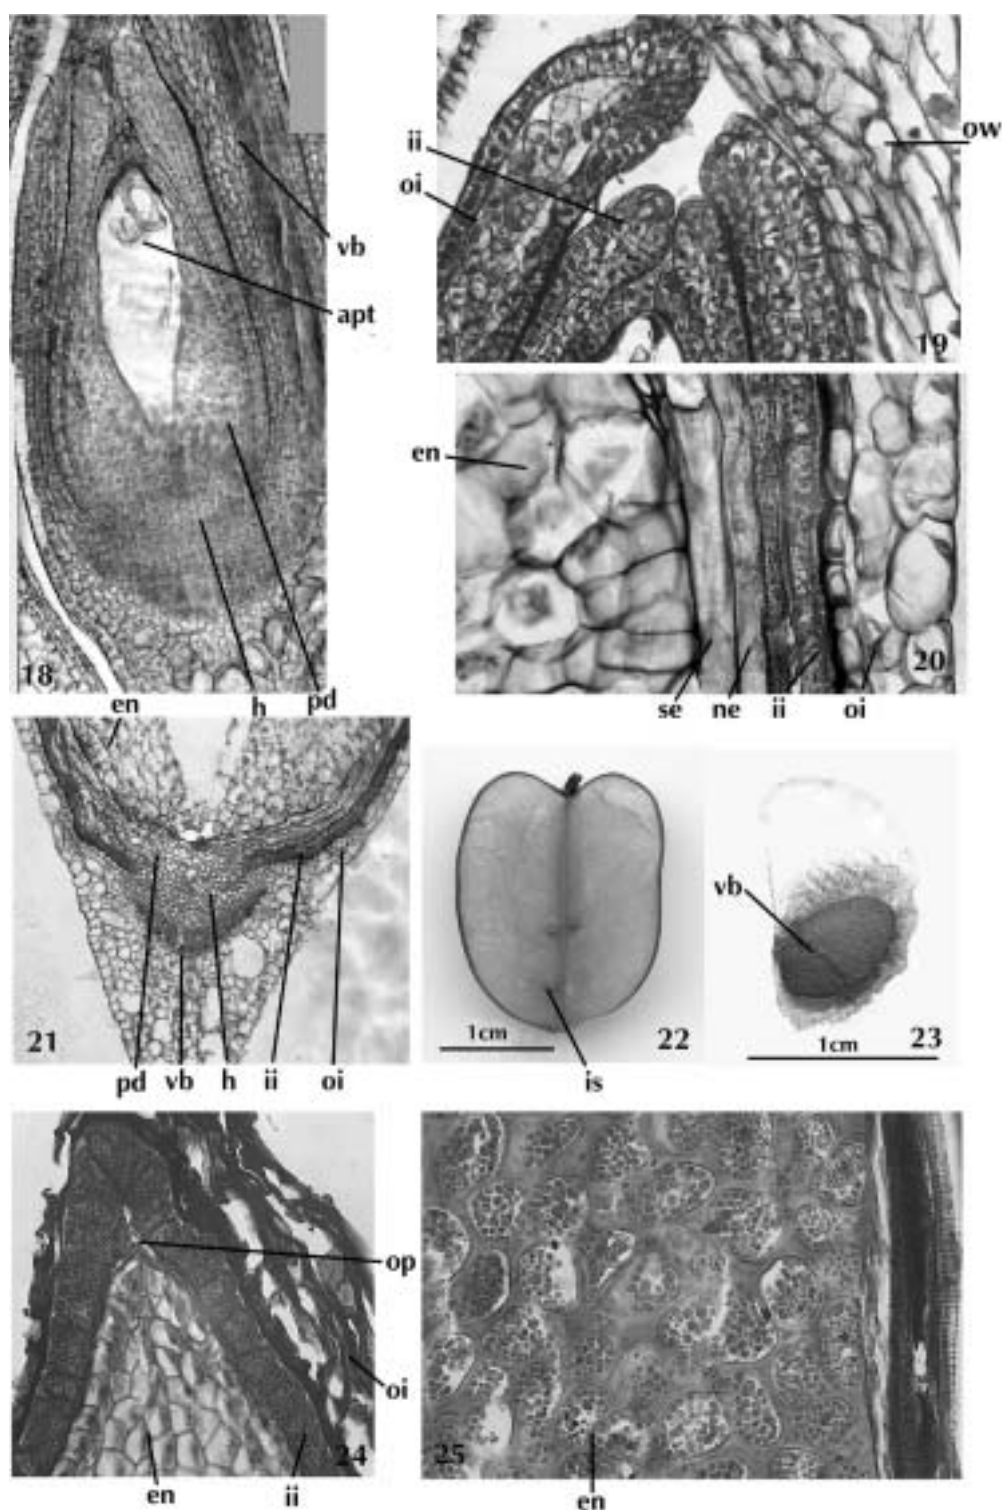 vb
apt
18
h
pd
ii
oi
ow
19
en
20
se ne ii oi
en
21
pd vb h ii oi
1cm
22
is
vb
23
1cm
op
oi
24
en ii
25
en